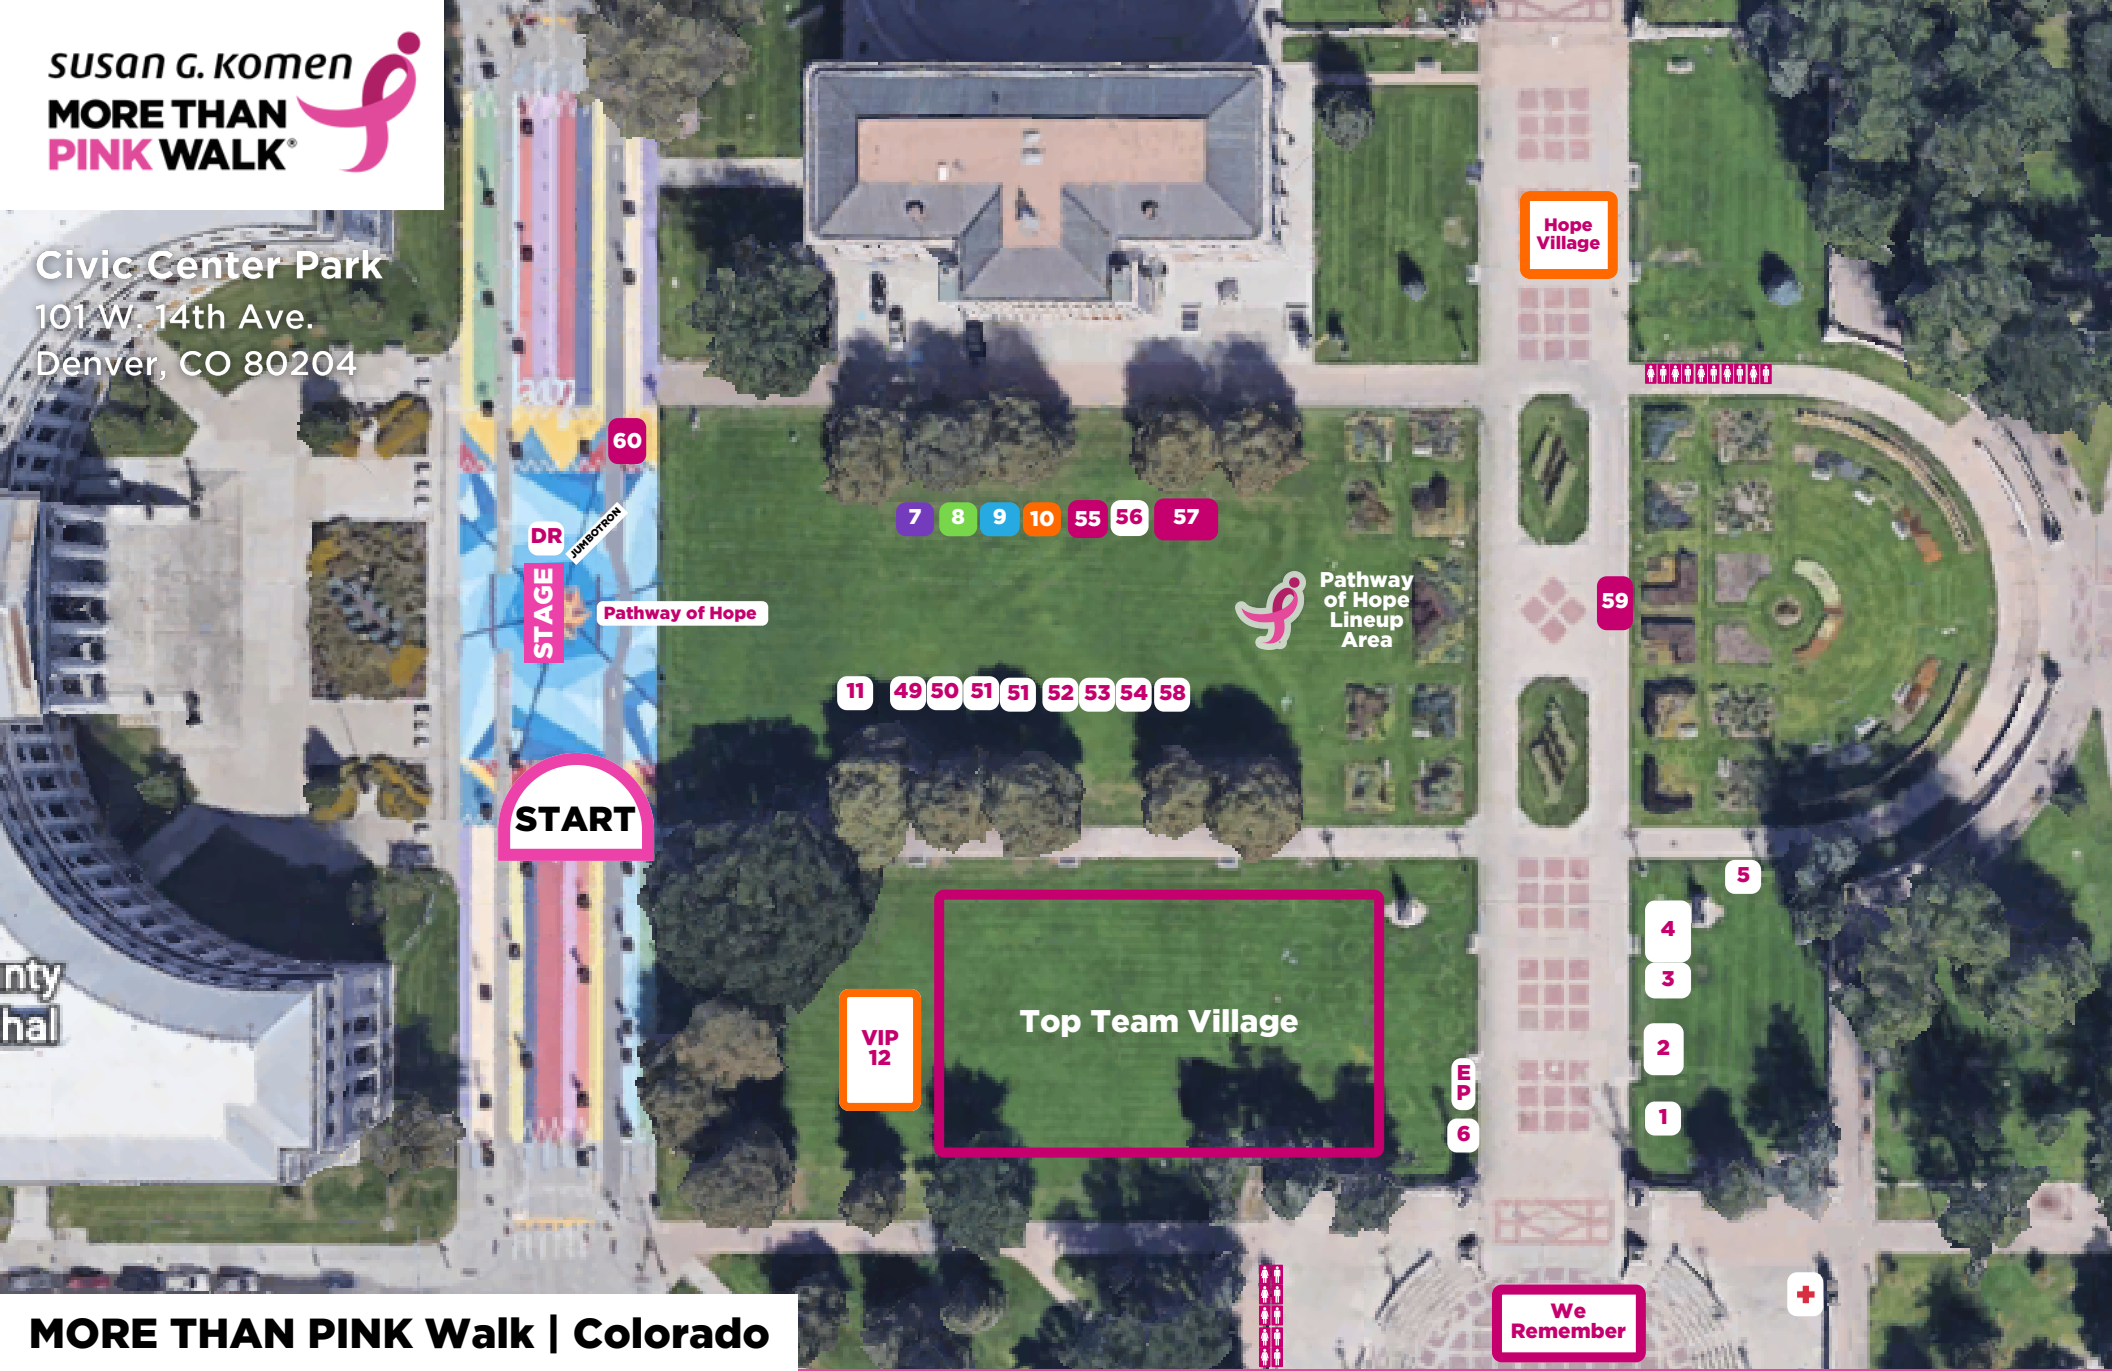 SUSAN G. KOMEN
MORE THAN
PINK WALK®
Civic Center Park
101 W. 14th Ave.
Denver, CO 80204
Hope
Village
60
7 8 9 10 55 56 57
DR
JUMBOTRON
STAGE
Pathway of Hope
Pathway
of Hope
Lineup
Area
59
11 49 50 51 51 52 53 54 58
START
5
4
3
2
1
nty
hal
Top Team Village
VIP
12
E
P
6
We
Remember
MORE THAN PINK Walk | Colorado